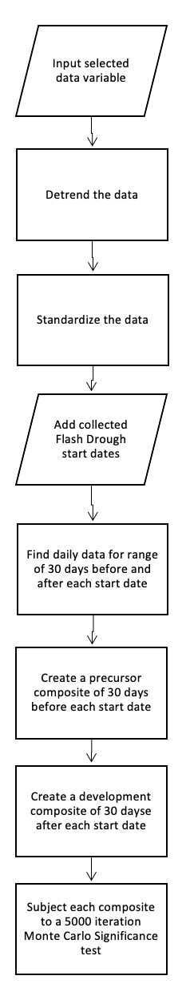 Input selected
data variable
Detrend the data
Standardize the data
Add collected
Flash Drough
start dates
Find daily data for range
of 30 days before and
after each start date
Create a precursor
composite of 30 days
before each start date
Create a development
composite of 30 dayse
after each start date
Subject each composite
to a 5000 iteration
Monte Carlo Significance
test